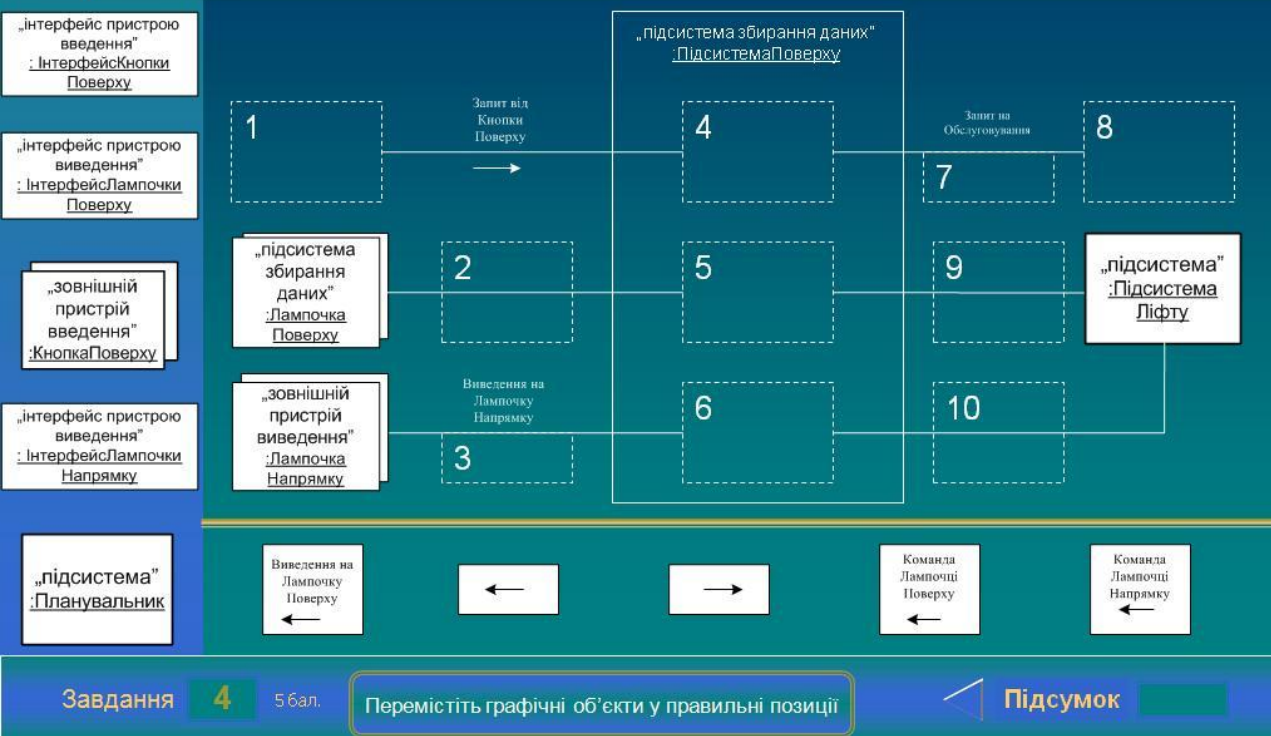 „інтерфейс пристрою
введення”
: ІнтерфейсКнопки
Поверху
„інтерфейс пристрою
виведення”
: ІнтерфейсЛампочки
Поверху
„зовнішній
пристрій
введення”
:КнопкаПоверху
„інтерфейс пристрою
виведення”
: ІнтерфейсЛампочки
Напрямку
„підсистема”
:Планувальник
„підсистема збирання даних”
:ПідсистемаПоверху
1
Запит від
Кнопки
Поверху
4
Запит на
Обслуговування
7
8
„підсистема
збирання
даних”
:Лампочка
Поверху
2
5
9
„підсистема”
:Підсистема
Ліфту
„зовнішній
пристрій
виведення”
:Лампочка
Напрямку
Виведення на
Лампочку
Напрямку
3
6
10
Виведення на
Лампочку
Поверху
Команда
Лампочці
Поверху
Команда
Лампочці
Напрямку
Завдання 4 5 бал.
Перемістіть графічні об’єкти у правильні позиції
Підсумок